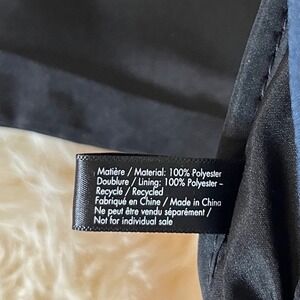 Matière / Material: 100% Polyester
Doublure / Lining: 100% Polyester –
Recyclé / Recycled
Fabriqué en Chine / Made in China
Ne peut être vendu séparément /
Not for individual sale